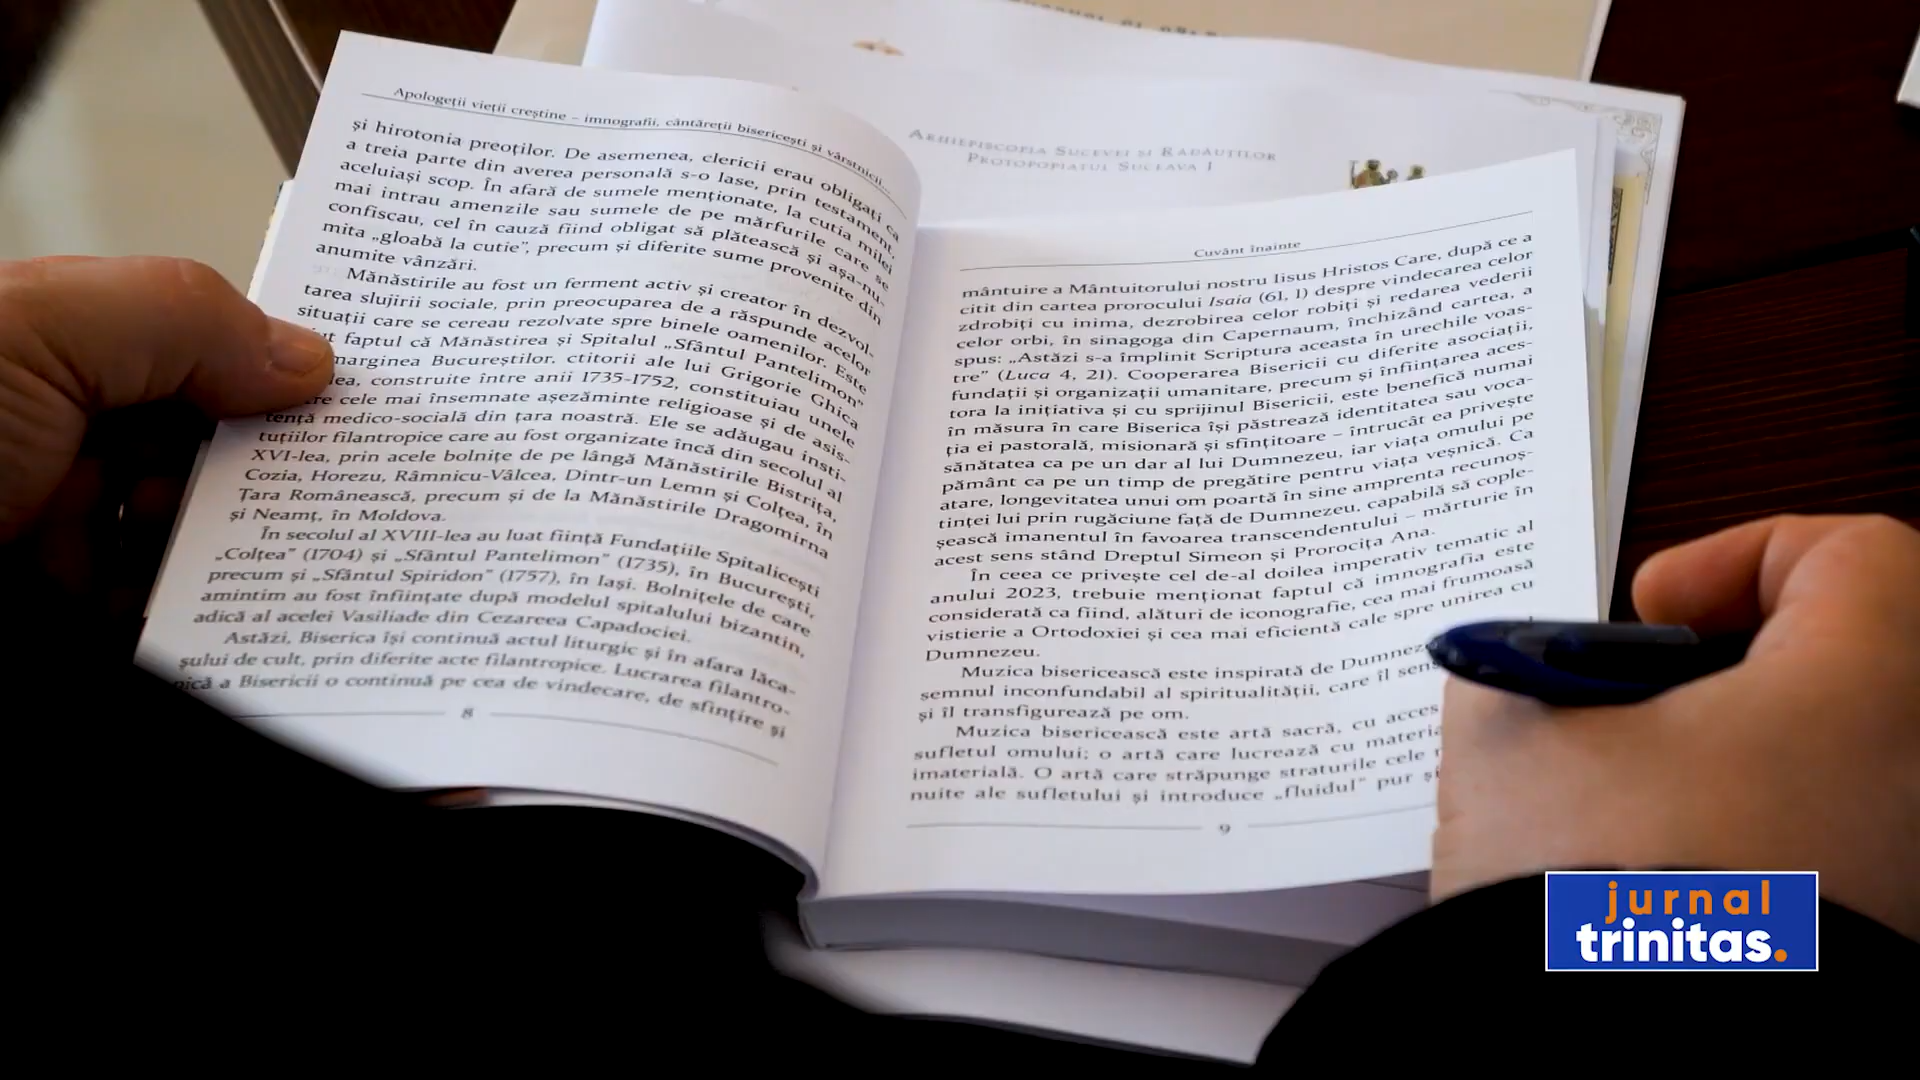 Apologeții vieții creștine – imnografii, cântăreții bisericești și vârstnicii...
și hirotonia preoților. De asemenea, clericii erau obligați ca
a treia parte din averea personală s-o lase, prin testament,
aceluiași scop. În afară de sumele menționate, la cutia milei
mai intrau amenzile sau sumele de pe mărfurile care se
confiscau, cel în cauză fiind obligat să plătească și așa-nu-
mita „gloabă la cutie”, precum și diferite sume provenite din
anumite vânzări.
Mănăstirile au fost un ferment activ și creator în dezvol-
tarea slujirii sociale, prin preocuparea de a răspunde acelor
situații care se cereau rezolvate spre binele oamenilor. Este
faptul că Mănăstirea și Spitalul „Sfântul Pantelimon”
marginea Bucureștilor, ctitorii ale lui Grigorie Ghica
construite între anii 1735-1752, constituiau unele
cele mai însemnate așezăminte religioase și de asis-
tență medico-socială din țara noastră. Ele se adăugau insti-
tuțiilor filantropice care au fost organizate încă din secolul al
XVI-lea, prin acele bolnițe de pe lângă Mănăstirile Bistrița,
Cozia, Horezu, Râmnicu-Vâlcea, Dintr-un Lemn și Colțea, în
Țara Românească, precum și de la Mănăstirile Dragomirna
și Neamț, în Moldova.
În secolul al XVIII-lea au luat ființă Fundațiile Spitalicești
„Colțea” (1704) și „Sfântul Pantelimon” (1735), în București,
precum și „Sfântul Spiridon” (1757), în Iași. Bolnițele de care
amintim au fost înființate după modelul spitalului bizantin,
adică al acelei Vasiliade din Cezareea Capadociei.
Astăzi, Biserica își continuă actul liturgic și în afara lăca-
șului de cult, prin diferite acte filantropice. Lucrarea filantro-
pică a Bisericii o continuă pe cea de vindecare, de sfințire și
8
ARHIEPISCOPIA SUCEVEI ȘI RĂDĂUȚILOR
PROTOPOPIATUL SUCEAVA I
Cuvânt înainte
mântuire a Mântuitorului nostru Iisus Hristos Care, după ce a
citit din cartea prorocului Isaia (61, 1) despre vindecarea celor
zdrobiți cu inima, dezrobirea celor robiți și redarea vederii
celor orbi, în sinagoga din Capernaum, închizând cartea, a
spus: „Astăzi s-a împlinit Scriptura aceasta în urechile voas-
tre” (Luca 4, 21). Cooperarea Bisericii cu diferite asociații,
fundații și organizații umanitare, precum și înființarea aces-
tora la inițiativa și cu sprijinul Bisericii, este benefică numai
în măsura în care Biserica își păstrează identitatea sau voca-
ția ei pastorală, misionară și sfințitoare – întrucât ea privește
sănătatea ca pe un dar al lui Dumnezeu, iar viața omului pe
pământ ca pe un timp de pregătire pentru viața veșnică. Ca
atare, longevitatea unui om poartă în sine amprenta recunoș-
tinței lui prin rugăciune față de Dumnezeu, capabilă să cople-
șească imanentul în favoarea transcendentului – mărturie în
acest sens stând Dreptul Simeon și Prorocița Ana.
În ceea ce privește cel de-al doilea imperativ tematic al
anului 2023, trebuie menționat faptul că imnografia este
considerată ca fiind, alături de iconografie, cea mai frumoasă
vistierie a Ortodoxiei și cea mai eficientă cale spre unirea cu
Dumnezeu.
Muzica bisericească este inspirată de Dumnez
semnul inconfundabil al spiritualității, care îl sens
și îl transfigurează pe om.
Muzica bisericească este artă sacră, cu acces
sufletul omului; o artă care lucrează cu materia
imaterială. O artă care străpunge straturile cele
nuite ale sufletului și introduce „fluidul” pur și
9
jurnal
trinitas.